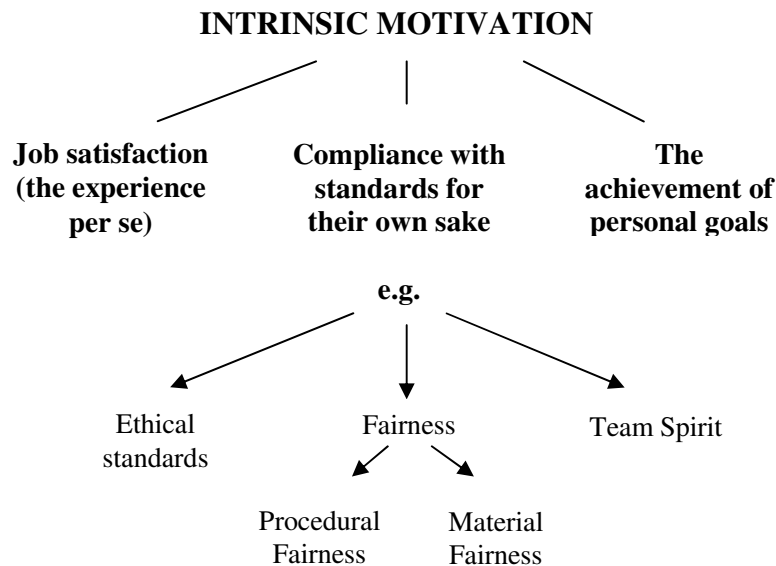 INTRINSIC MOTIVATION
Job satisfaction
(the experience
per se)
Compliance with
standards for
their own sake
The
achievement of
personal goals
e.g.
Ethical
standards
Fairness
Team Spirit
Procedural
Fairness
Material
Fairness